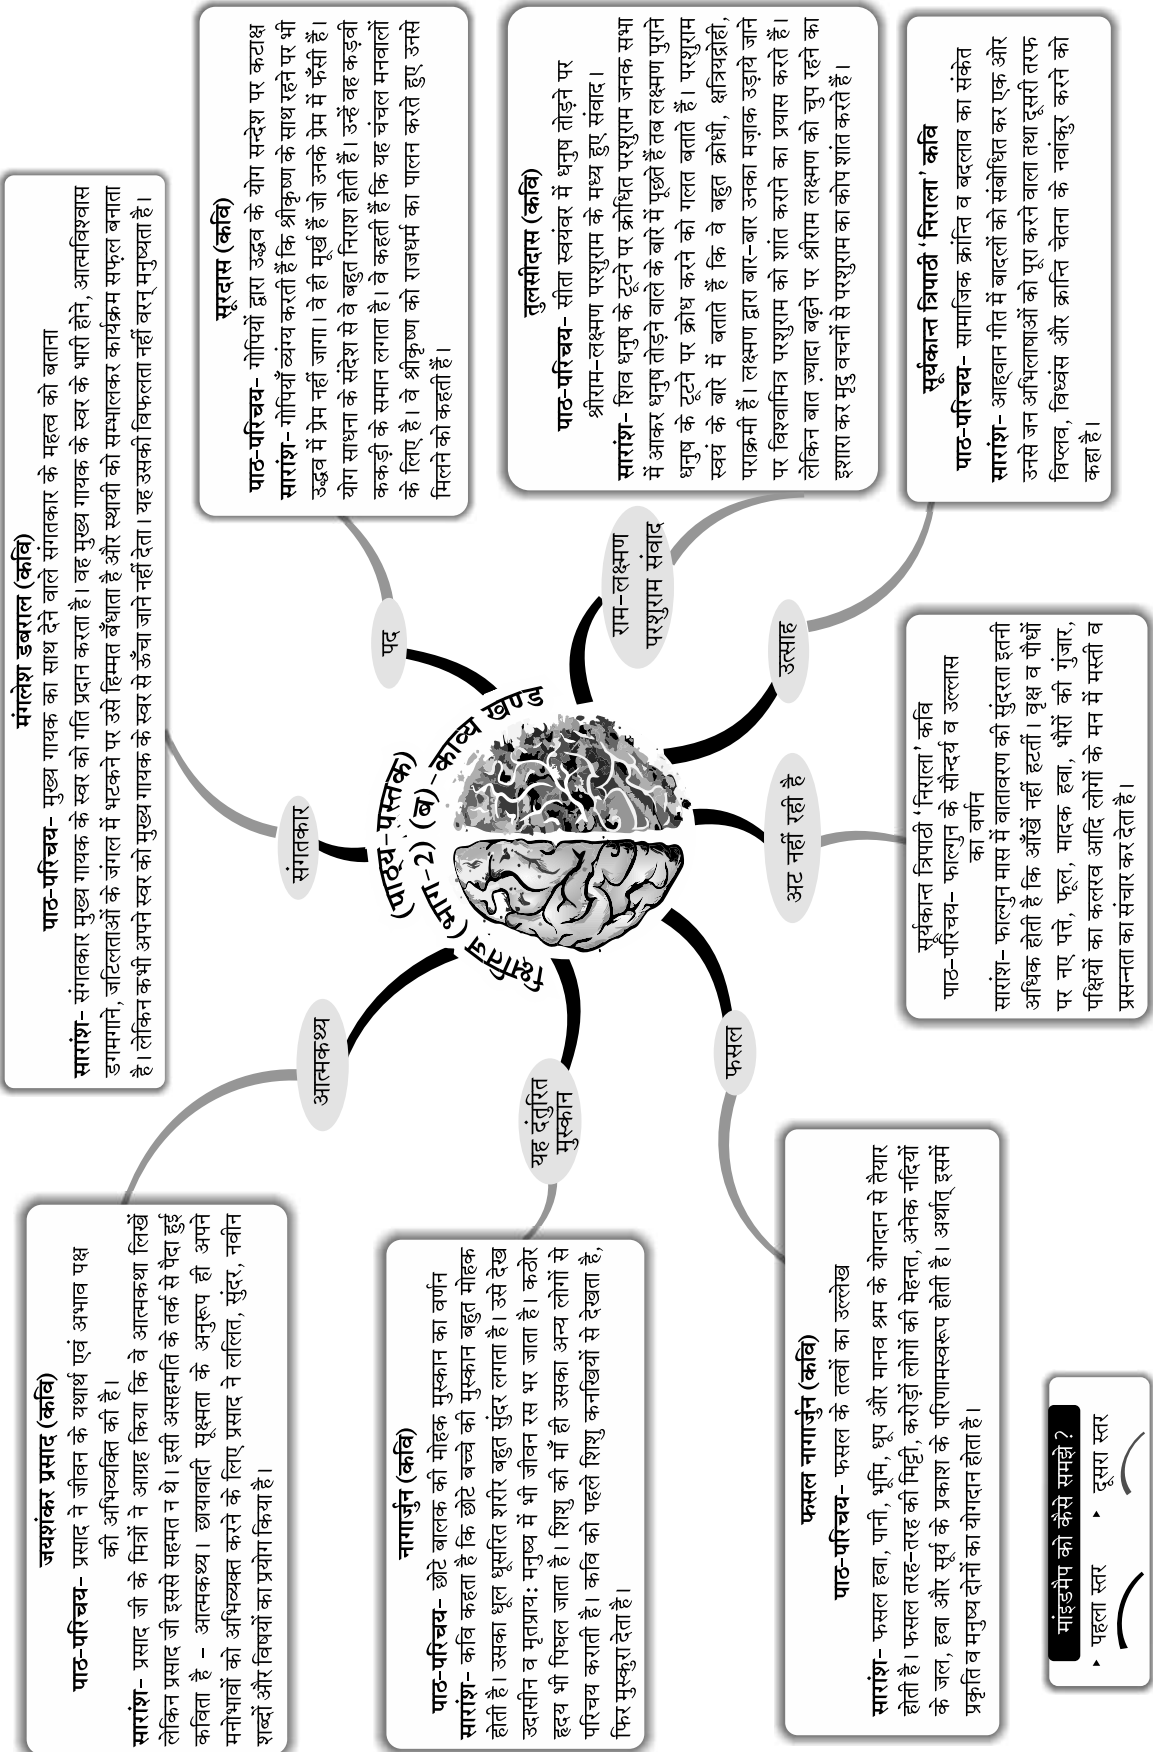 मंगलेश डबराल (कवि)
पाठ-परिचय- मुख्य गायक का साथ देने वाले संगतकार के महत्व को बताना
सारांश- संगतकार मुख्य गायक के स्वर को गति प्रदान करता है। वह मुख्य गायक के स्वर के भारी होने, आत्मविश्वास
डगमगाने, जटिलताओं के जंगल में भटकने पर उसे हिम्मत बँधाता है और स्थायी को सम्भालकर कार्यक्रम सफ़ल बनाता
है। लेकिन कभी अपने स्वर को मुख्य गायक के स्वर से ऊँचा जाने नहीं देता। यह उसकी विफलता नहीं वरन् मनुष्यता है।
सूरदास (कवि)
पाठ-परिचय- गोपियों द्वारा उद्धव के योग सन्देश पर कटाक्ष
सारांश- गोपियाँ व्यंग्य करती हैं कि श्रीकृष्ण के साथ रहने पर भी
उद्धव में प्रेम नहीं जागा। वे ही मूर्ख हैं जो उनके प्रेम में फँसी हैं।
योग साधना के संदेश से वे बहुत निराश होती हैं। उन्हें वह कड़वी
ककड़ी के समान लगता है। वे कहती हैं कि यह चंचल मनवालों
के लिए है। वे श्रीकृष्ण को राजधर्म का पालन करते हुए उनसे
मिलने को कहती हैं।
तुलसीदास (कवि)
पाठ-परिचय- सीता स्वयंवर में धनुष तोड़ने पर
श्रीराम-लक्ष्मण परशुराम के मध्य हुए संवाद।
सारांश- शिव धनुष के टूटने पर क्रोधित परशुराम जनक सभा
में आकर धनुष तोड़ने वाले के बारे में पूछते हैं तब लक्ष्मण पुराने
धनुष के टूटने पर क्रोध करने को गलत बताते हैं। परशुराम
स्वयं के बारे में बताते हैं कि वे बहुत क्रोधी, क्षत्रियद्रोही,
पराक्रमी हैं। लक्ष्मण द्वारा बार-बार उनका मज़ाक उड़ाये जाने
पर विश्वामित्र परशुराम को शांत कराने का प्रयास करते हैं।
लेकिन बात ज़्यादा बढ़ने पर श्रीराम लक्ष्मण को चुप रहने का
इशारा कर मृदु वचनों से परशुराम का कोप शांत करते हैं।
सूर्यकान्त त्रिपाठी 'निराला' कवि
पाठ-परिचय- सामाजिक क्रांन्ति व बदलाव का संकेत
सारांश- आह्वान गीत में बादलों को संबोधित कर एक ओर
उनसे जन अभिलाषाओं को पूरा करने वाला तथा दूसरी तरफ
विप्लव, विध्वंस और क्रान्ति चेतना के नवांकुर करने को
कहा है।
संगतकार
पद
राम-लक्ष्मण
परशुराम संवाद
उत्साह
अट नहीं रही है
फसल
यह दंतुरित
मुस्कान
आत्मकथ्य
(पाठ्य-पुस्तक)
क्षितिज (भाग-2) (ब)-काव्य खण्ड
सूर्यकान्त त्रिपाठी 'निराला' कवि
पाठ-परिचय- फाल्गुन के सौन्दर्य व उल्लास
का वर्णन
सारांश- फाल्गुन मास में वातावरण की सुंदरता इतनी
अधिक होती है कि आँखें नहीं हटतीं। वृक्ष व पौधों
पर नए पत्ते, फूल, मादक हवा, भौरों की गुंजार,
पक्षियों का कलरव आदि लोगों के मन में मस्ती व
प्रसन्नता का संचार कर देता है।
जयशंकर प्रसाद (कवि)
पाठ-परिचय- प्रसाद ने जीवन के यथार्थ एवं अभाव पक्ष
की अभिव्यक्ति की है।
सारांश- प्रसाद जी के मित्रों ने आग्रह किया कि वे आत्मकथा लिखें
लेकिन प्रसाद जी इससे सहमत न थे। इसी असहमति के तर्क से पैदा हुई
कविता है - आत्मकथ्य। छायावादी सूक्ष्मता के अनुरूप ही अपने
मनोभावों को अभिव्यक्त करने के लिए प्रसाद ने ललित, सुंदर, नवीन
शब्दों और विषयों का प्रयोग किया है।
नागार्जुन (कवि)
पाठ-परिचय- छोटे बालक की मोहक मुस्कान का वर्णन
सारांश- कवि कहता है कि छोटे बच्चे की मुस्कान बहुत मोहक
होती है। उसका धूल धूसरित शरीर बहुत सुंदर लगता है। उसे देख
उदासीन व मृतप्राय: मनुष्य में भी जीवन रस भर जाता है। कठोर
हृदय भी पिघल जाता है। शिशु की माँ ही उसका अन्य लोगों से
परिचय कराती है। कवि को पहले शिशु कनखियों से देखता है,
फिर मुस्कुरा देता है।
फसल नागार्जुन (कवि)
पाठ-परिचय- फसल के तत्वों का उल्लेख
सारांश- फसल हवा, पानी, भूमि, धूप और मानव श्रम के योगदान से तैयार
होती है। फसल तरह-तरह की मिट्टी, करोड़ों लोगों की मेहनत, अनेक नदियों
के जल, हवा और सूर्य के प्रकाश के परिणामस्वरूप होती है। अर्थात् इसमें
प्रकृति व मनुष्य दोनों का योगदान होता है।
मांइडमैप को कैसे समझे ?
पहला स्तर
दूसरा स्तर